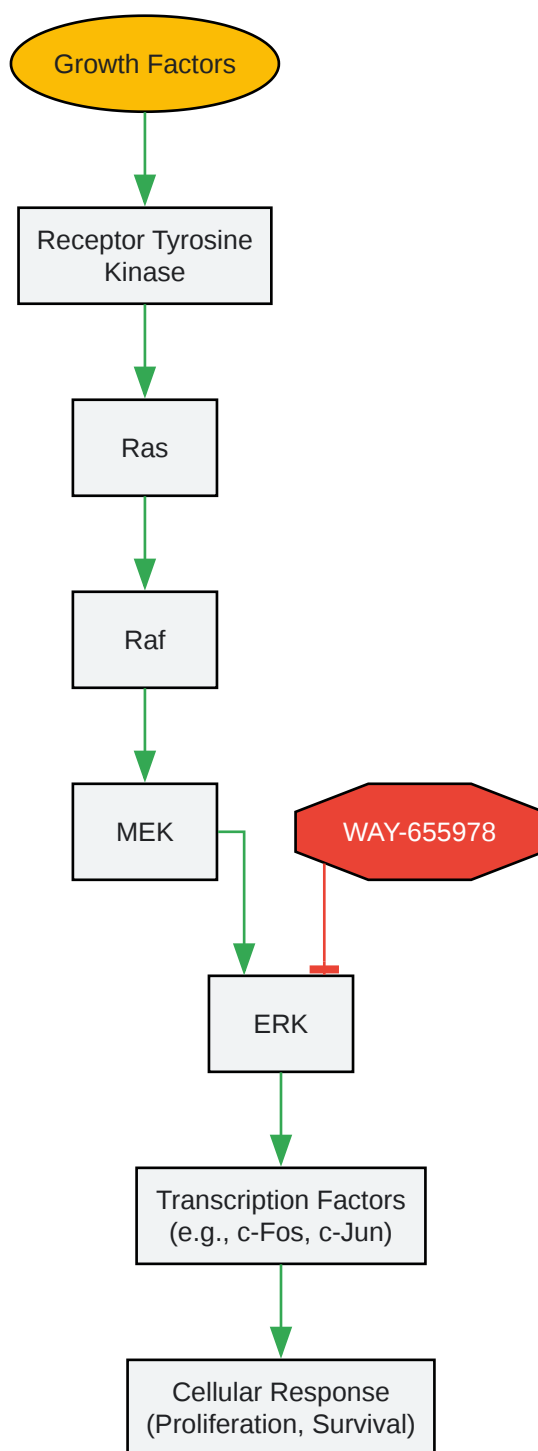 Growth Factors
Receptor Tyrosine
Kinase
Ras
Raf
MEK
WAY-655978
ERK
Transcription Factors
(e.g., c-Fos, c-Jun)
Cellular Response
(Proliferation, Survival)